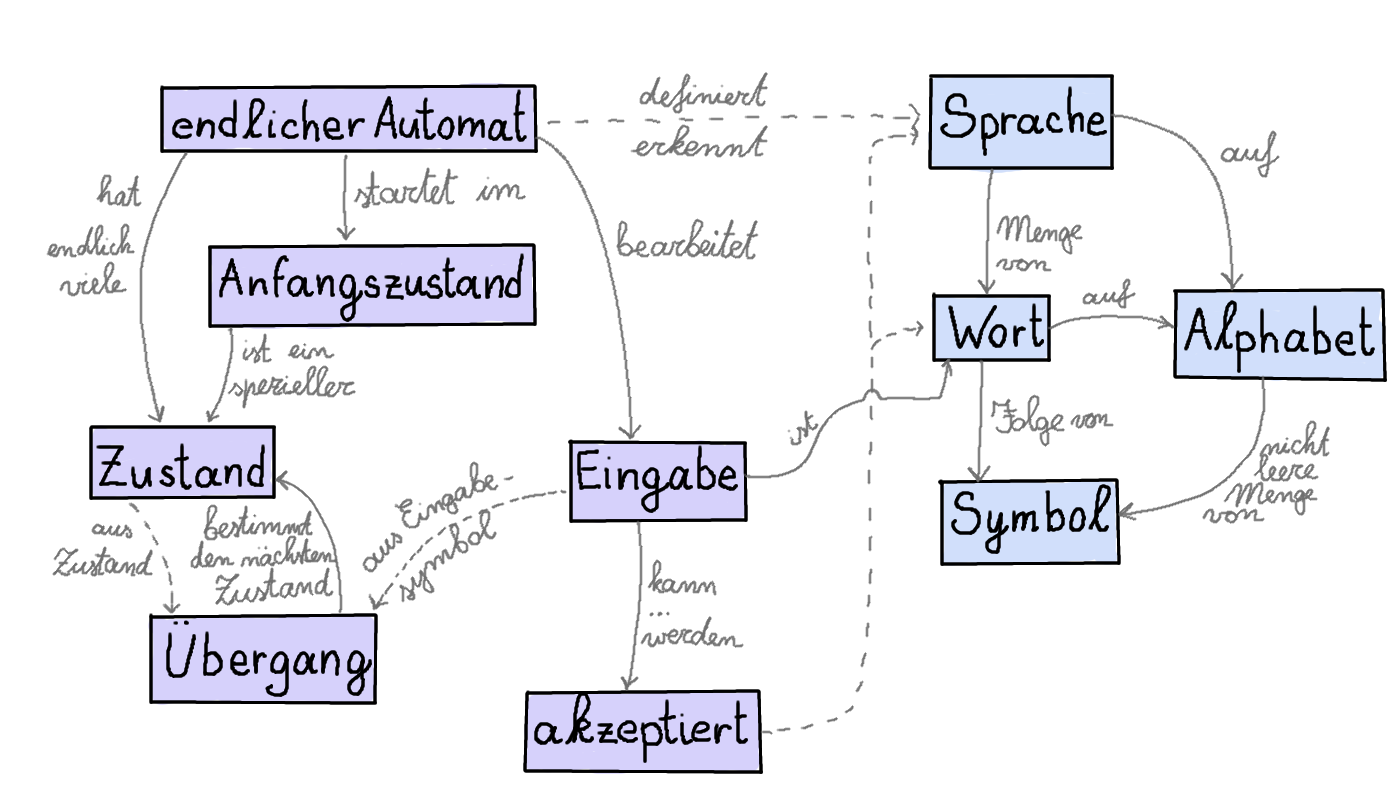 endlicher Automat
definiert
erkennt
Sprache
auf
hat
endlich
viele
startet im
bearbeitet
Menge
von
Anfangszustand
ist ein
spezieller
Wort
auf
Alphabet
Zustand
Eingabe
ist
Folge von
nicht
leere
Menge
von
Symbol
aus
Zustand
bestimmt
den nächsten
Zustand
aus Eingabe-
symbol
kann
...
werden
Übergang
akzeptiert